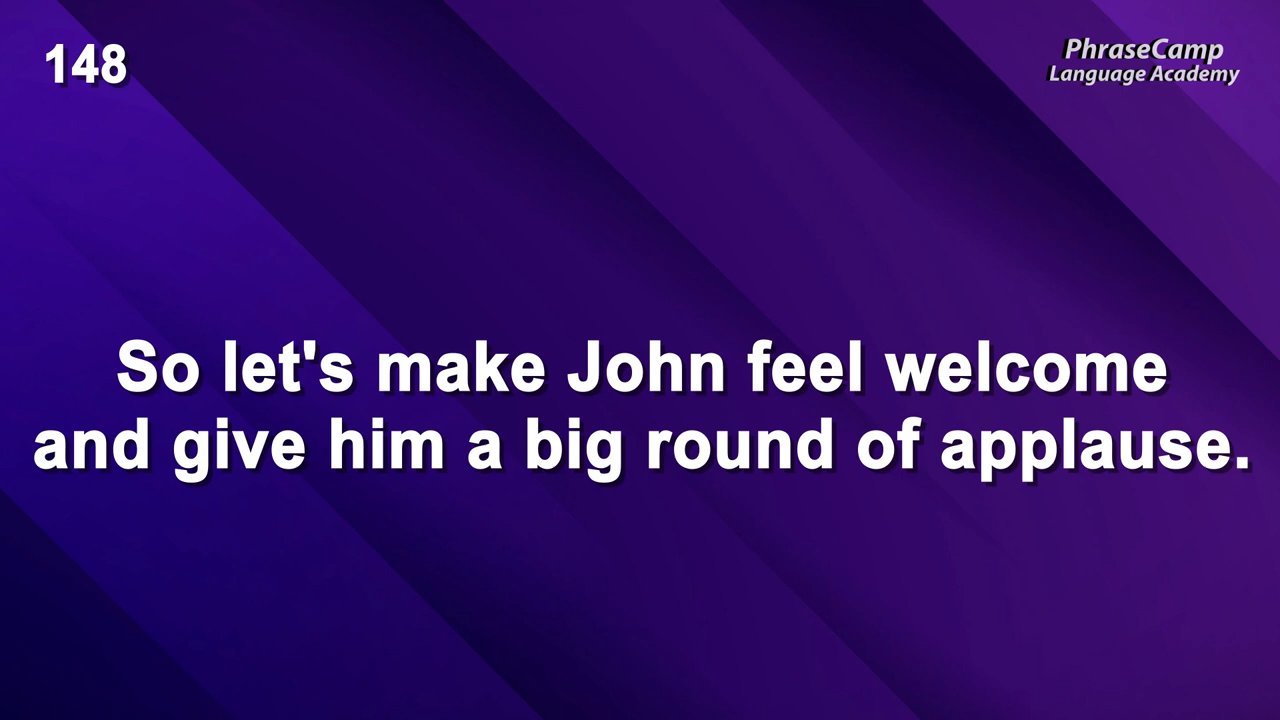 148
PhraseCamp
Language Academy
So let's make John feel welcome
and give him a big round of applause.